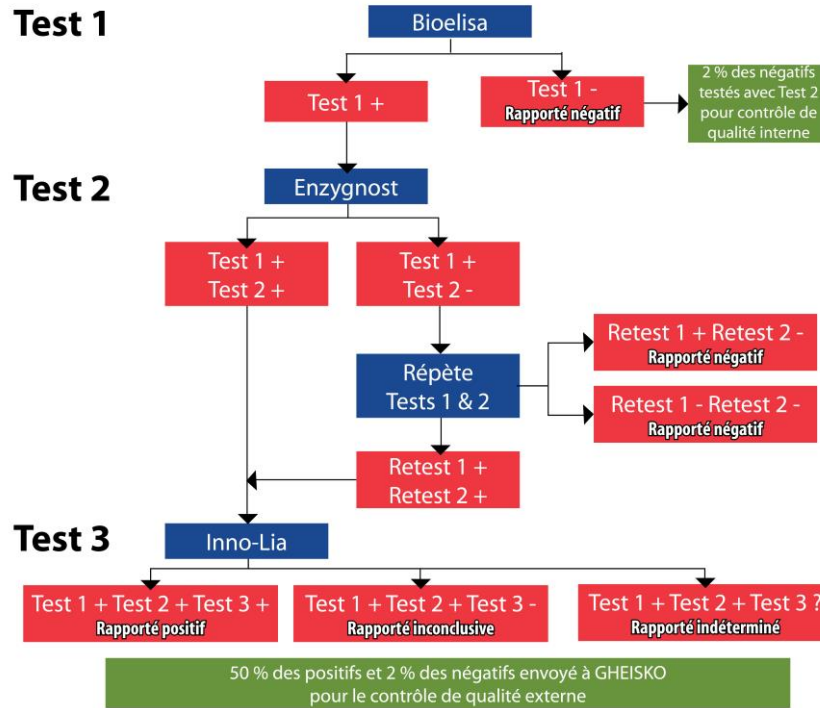 Test 1
Bioelisa
Test 1 +
Test 1 -
Rapporté négatif
2 % des négatifs
testés avec Test 2
pour contrôle de
qualité interne
Test 2
Enzygnost
Test 1 +
Test 2 +
Test 1 +
Test 2 -
Répète
Tests 1 & 2
Retest 1 + Retest 2 -
Rapporté négatif
Retest 1 - Retest 2 -
Rapporté négatif
Retest 1 +
Retest 2 +
Test 3
Inno-Lia
Test 1 + Test 2 + Test 3 +
Rapporté positif
Test 1 + Test 2 + Test 3 -
Rapporté inconclusive
Test 1 + Test 2 + Test 3 ?
Rapporté indéterminé
50 % des positifs et 2 % des négatifs envoyé à GHEISKO
pour le contrôle de qualité externe